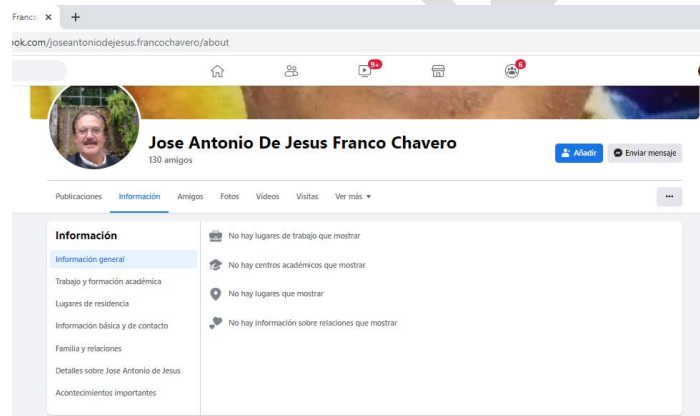 Franco × +
ok.com/joseantoniodejesus.francochavero/about
9+
6
Jose Antonio De Jesus Franco Chavero
130 amigos
Añadir
Enviar mensaje
Publicaciones Información Amigos Fotos Vídeos Visitas Ver más
Información
Información general
Trabajo y formación académica
Lugares de residencia
Información básica y de contacto
Familia y relaciones
Detalles sobre Jose Antonio de Jesus
Acontecimientos importantes
No hay lugares de trabajo que mostrar
No hay centros académicos que mostrar
No hay lugares que mostrar
No hay información sobre relaciones que mostrar